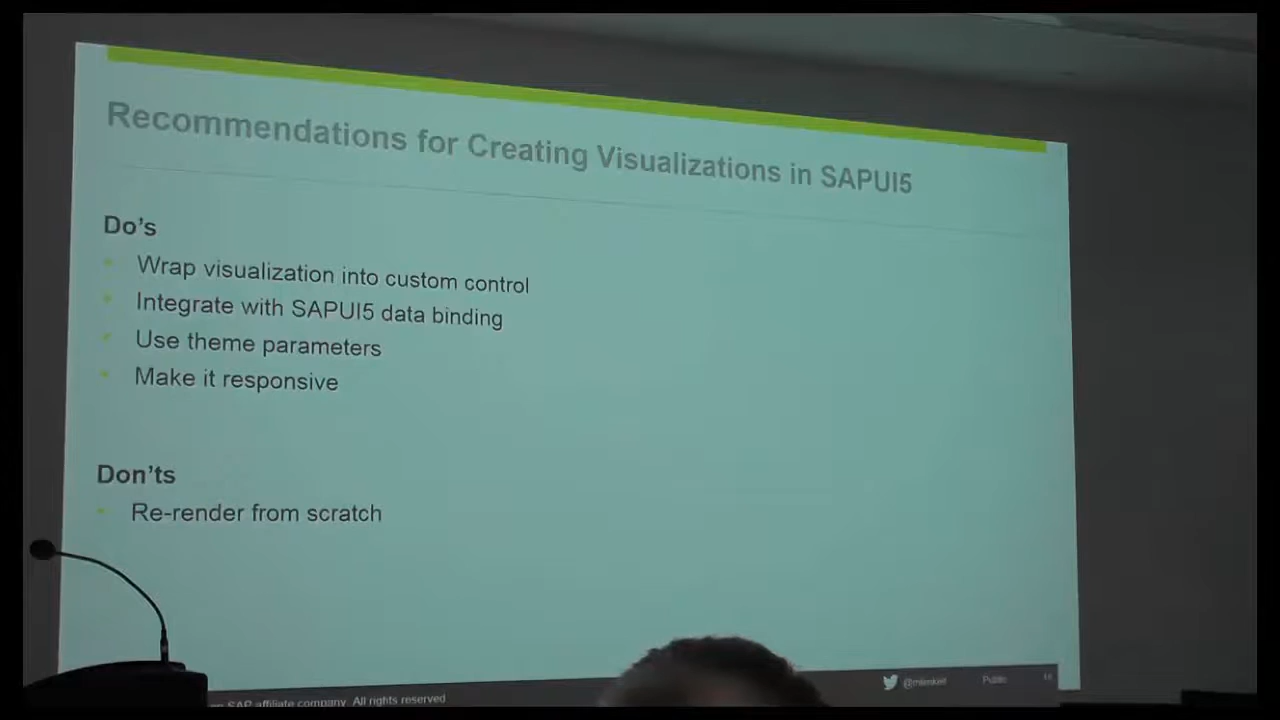 Recommendations for Creating Visualizations in SAPUI5
Do's
Wrap visualization into custom control
Integrate with SAPUI5 data binding
Use theme parameters
Make it responsive
Don'ts
Re-render from scratch
SAP affiliate company. All rights reserved
Public